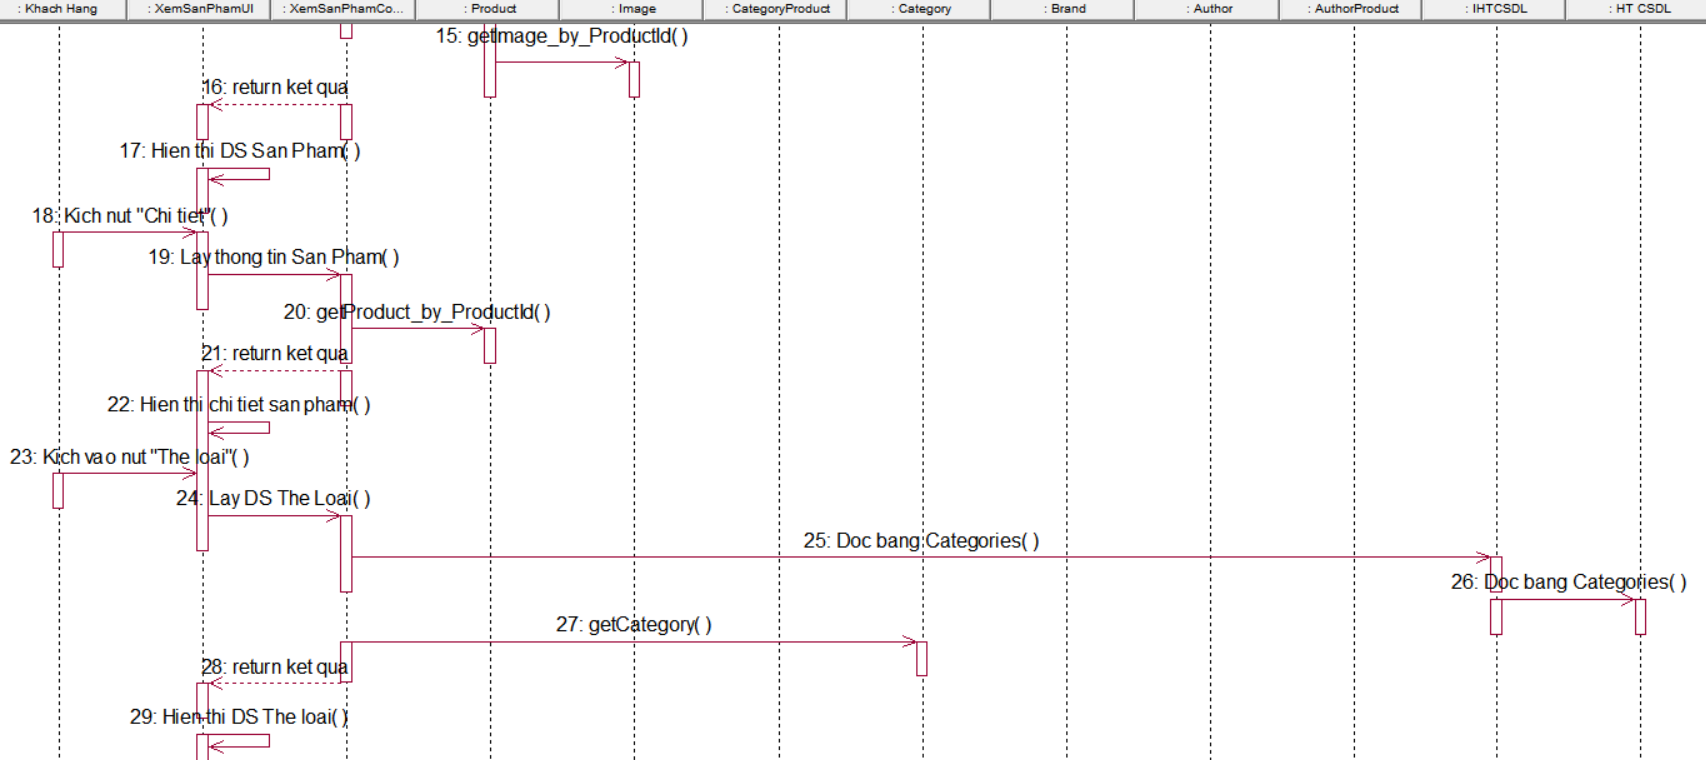 : Khach Hang
: XemSanPhamUI
: XemSanPhamCo...
: Product
: Image
: CategoryProduct
: Category
: Brand
: Author
: AuthorProduct
: IHTCSDL
: HT CSDL
15: getImage_by_ProductId( )
16: return ket qua
17: Hien thi DS San Pham( )
18: Kich nut "Chi tiet"( )
19: Lay thong tin San Pham( )
20: getProduct_by_ProductId( )
21: return ket qua
22: Hien thi chi tiet san pham( )
23: Kich vao nut "The loai"( )
24: Lay DS The Loai( )
25: Doc bang Categories( )
26: Doc bang Categories( )
27: getCategory( )
28: return ket qua
29: Hien thi DS The loai( )